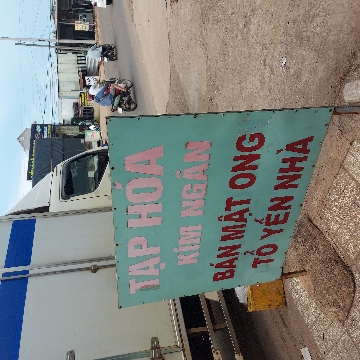 TẠP HÓA
KIM NGÂN
BÁN MẬT ONG
TỔ YẾN NHÀ